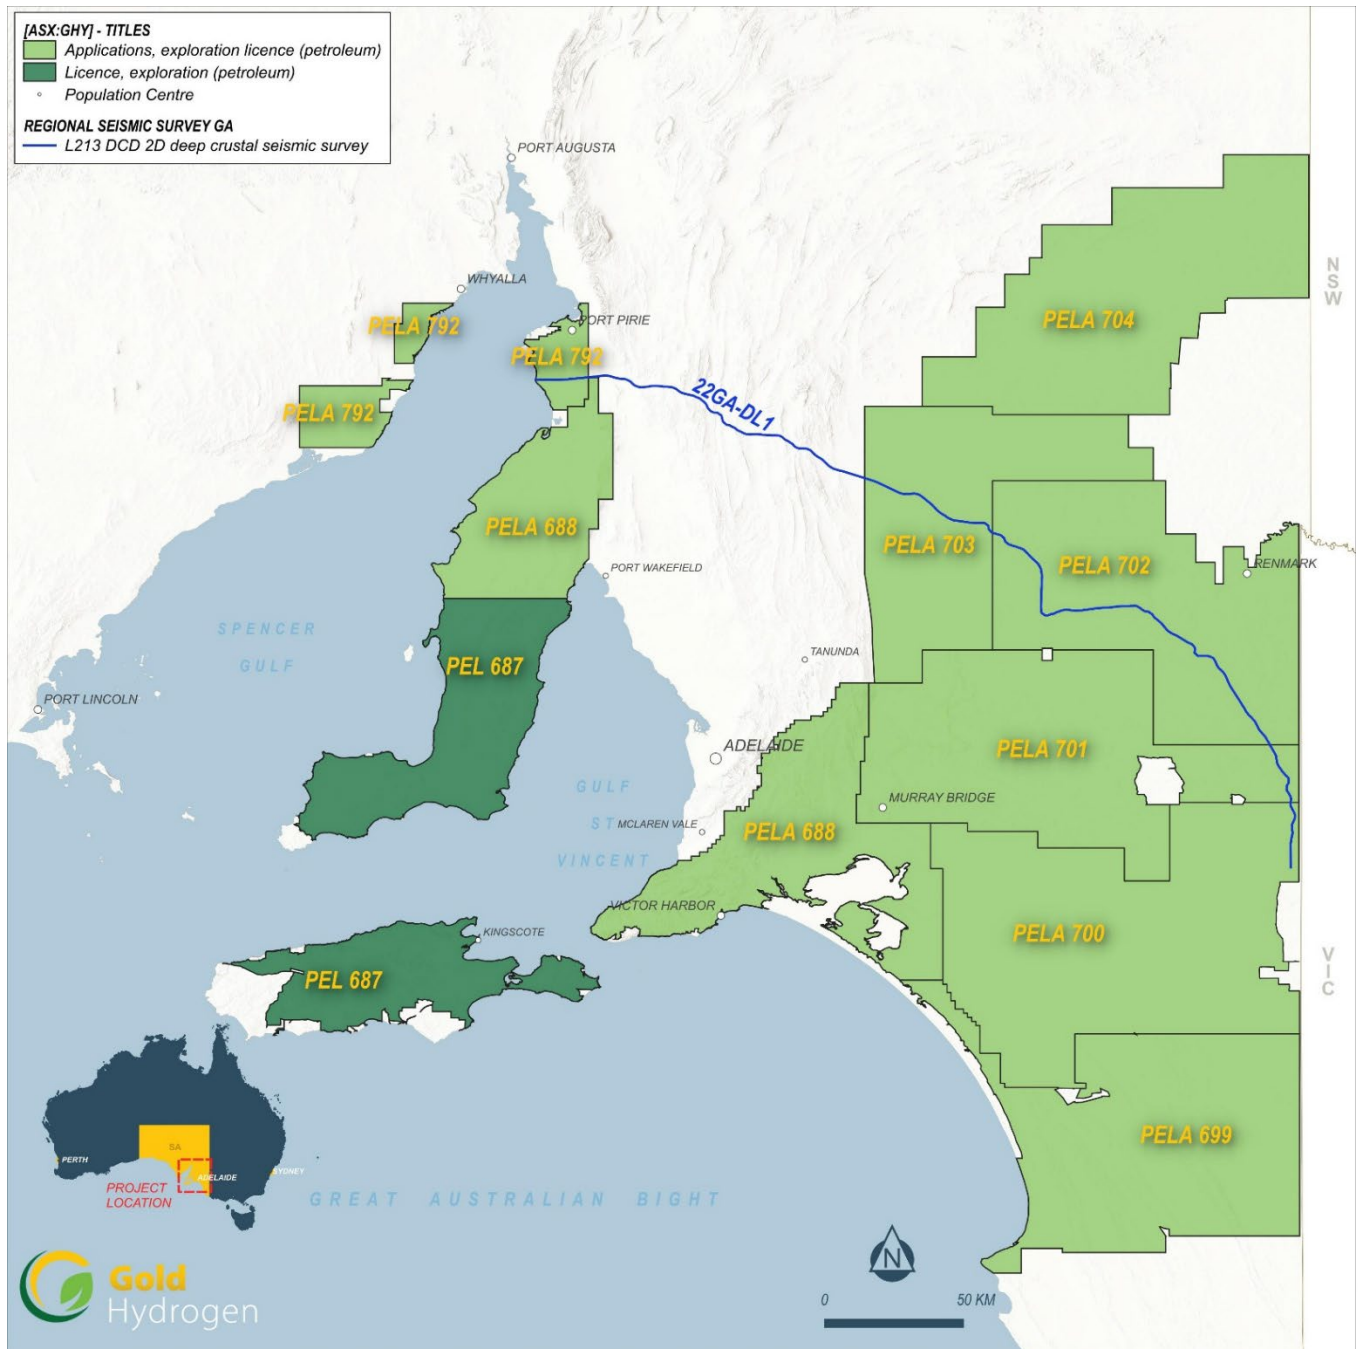 [ASX:GHY] - TITLES
Applications, exploration licence (petroleum)
Licence, exploration (petroleum)
Population Centre
REGIONAL SEISMIC SURVEY GA
L213 DCD 2D deep crustal seismic survey
PORT AUGUSTA
WHYALLA
NSW
PELA 792
PORT PIRIE
PELA 704
PELA 792
22GA-DL1
PELA 792
PELA 688
PELA 703
PELA 702
RENMARK
PORT WAKEFIELD
SPENCER
GULF
TANUNDA
PEL 687
PORT LINCOLN
ADELAIDE
PELA 701
GULF
ST
VINCENT
MURRAY BRIDGE
MCLAREN VALE
PELA 688
VICTOR HARBOR
KINGSCOTE
PELA 700
VIC
PEL 687
PELA 699
SA
PERTH
ADELAIDE
SYDNEY
PROJECT
LOCATION
GREAT AUSTRALIAN BIGHT
N
Gold
Hydrogen
0 50 KM